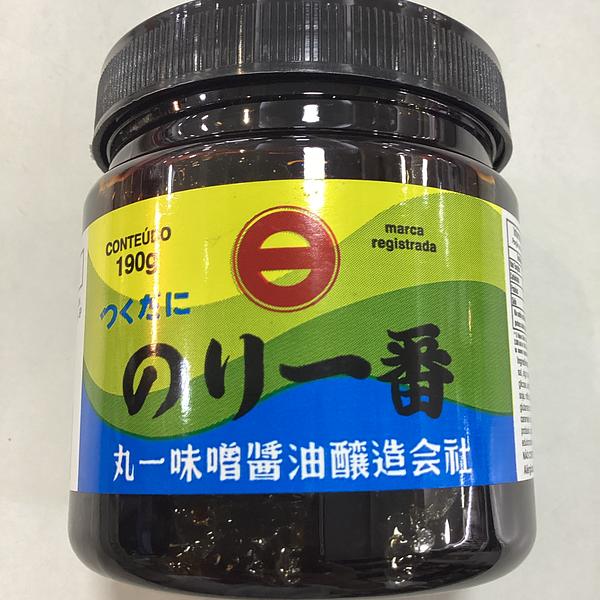 CONTEÚDO
190g
marca
registrada
つくだに
のり一番
丸一味噌醬油醸造会社